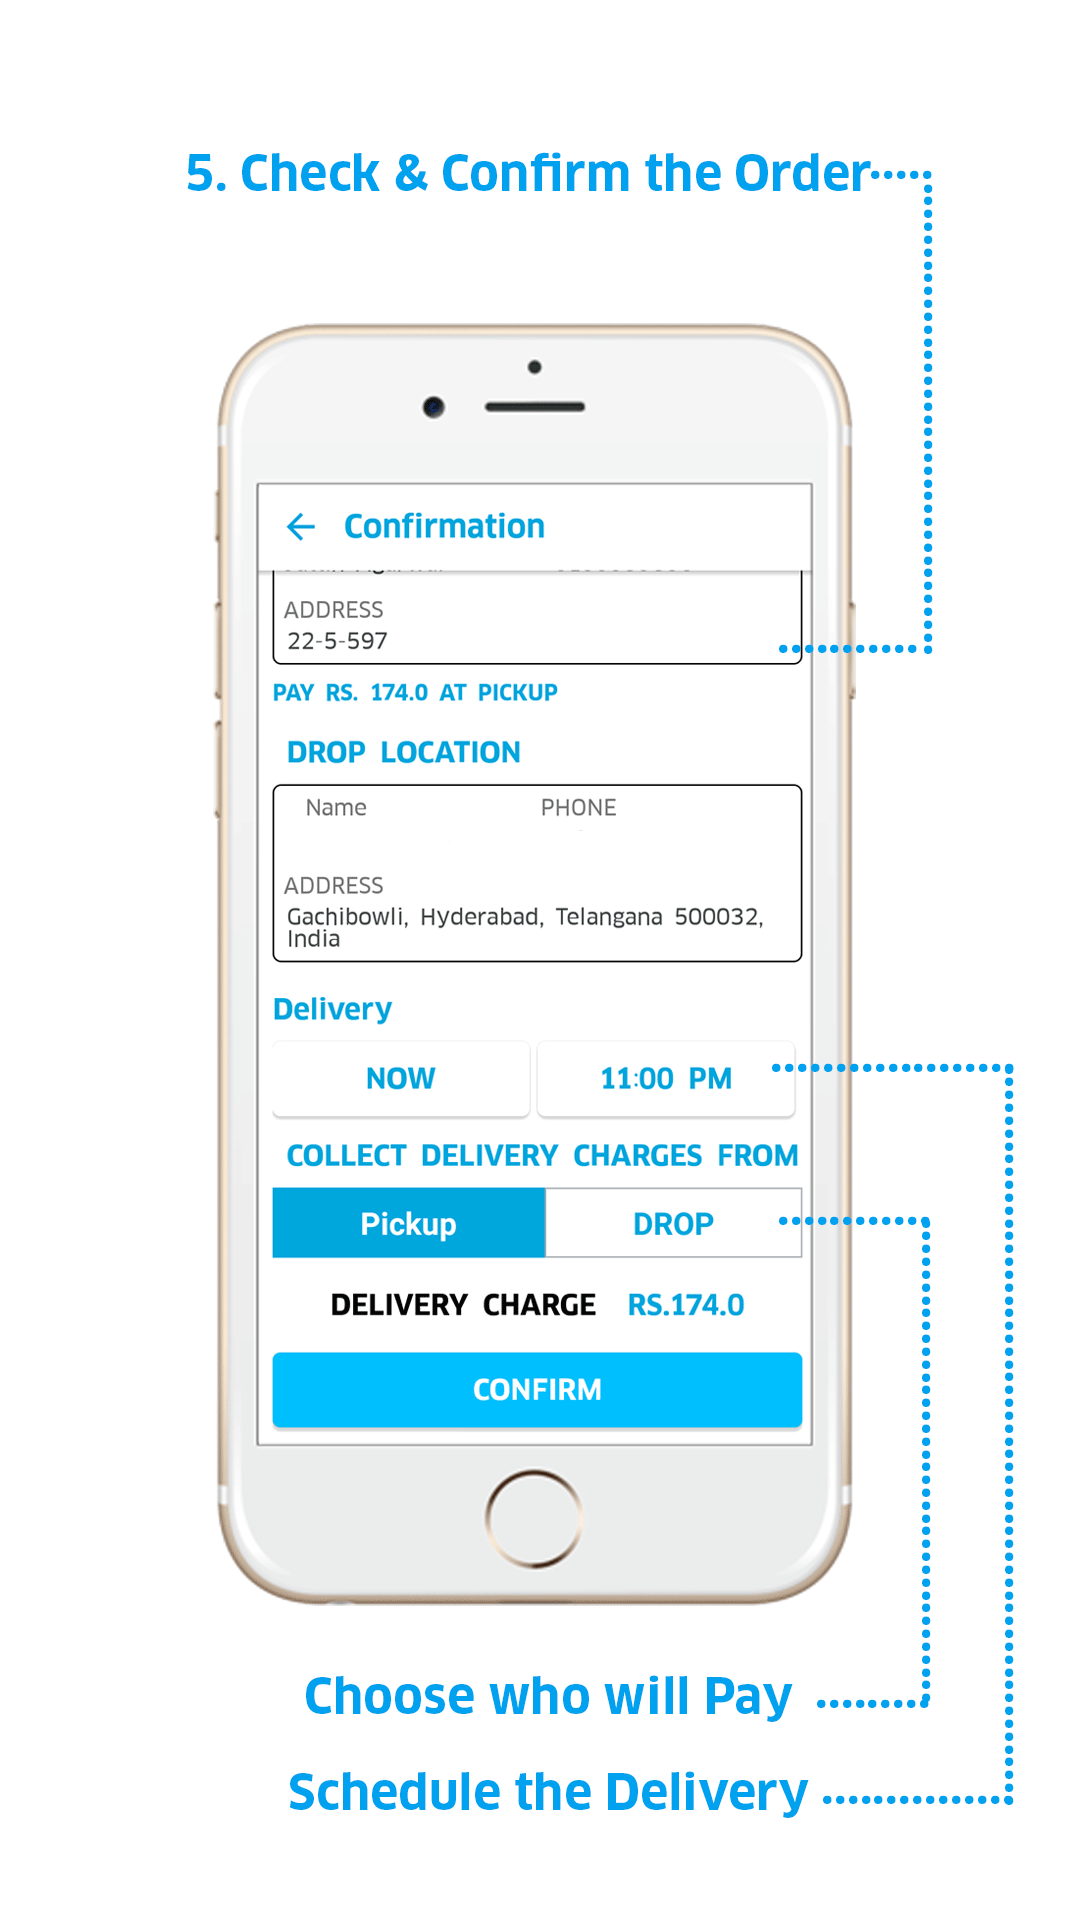 5. Check & Confirm the Order
Confirmation
ADDRESS
22-5-597
PAY RS. 174.0 AT PICKUP
DROP LOCATION
Name PHONE
ADDRESS
Gachibowli, Hyderabad, Telangana 500032,
India
Delivery
NOW 11:00 PM
COLLECT DELIVERY CHARGES FROM
Pickup DROP
DELIVERY CHARGE RS.174.0
CONFIRM
Choose who will Pay
Schedule the Delivery